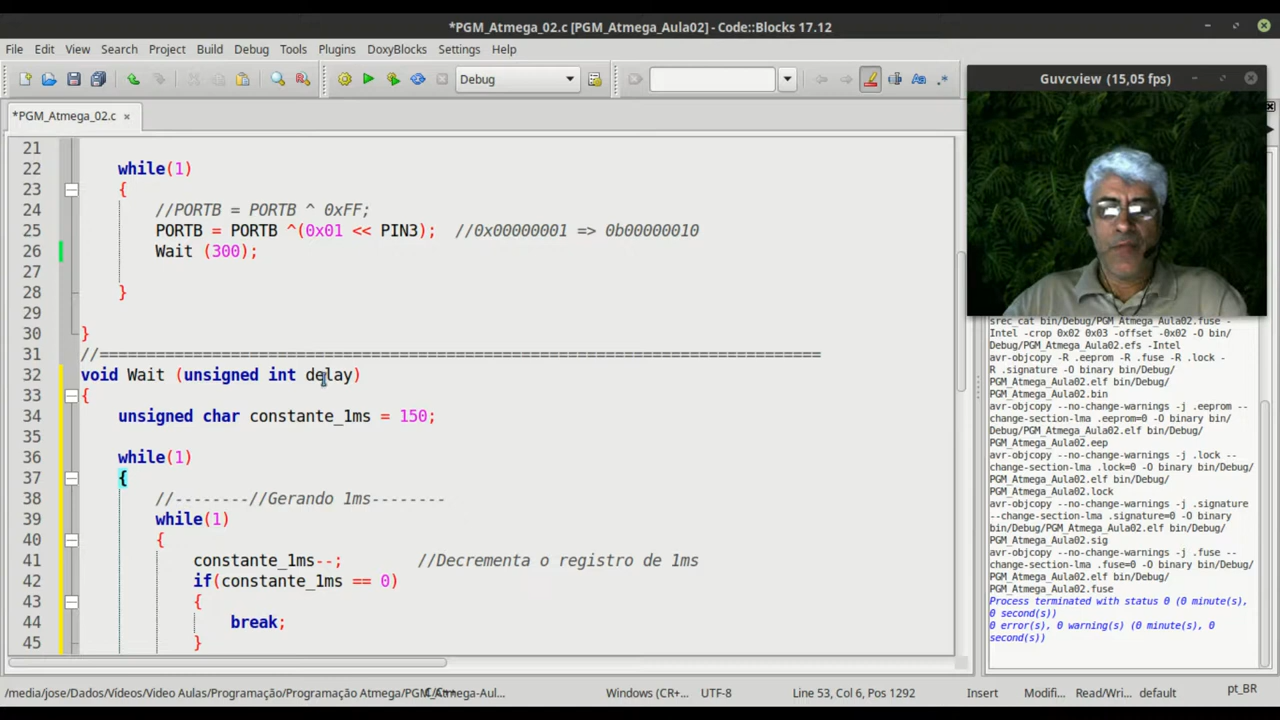 *PGM_Atmega_02.c [PGM_Atmega_Aula02] - Code::Blocks 17.12
File Edit View Search Project Build Debug Tools Plugins DoxyBlocks Settings Help
Debug
Guvcview (15,05 fps)
*PGM_Atmega_02.c
21
22 while(1)
23 {
24 //PORTB = PORTB ^ 0xFF;
25 PORTB = PORTB ^(0x01 << PIN3); //0x00000001 => 0b00000010
26 Wait (300);
27
28 }
29
30 }
31 //=============================================================================
32 void Wait (unsigned int delay)
33 {
34 unsigned char constante_1ms = 150;
35
36 while(1)
37 {
38 //--------//Gerando 1ms--------
39 while(1)
40 {
41 constante_1ms--; //Decrementa o registro de 1ms
42 if(constante_1ms == 0)
43 {
44 break;
45 }
srec_cat bin/Debug/PGM_Atmega_Aula02.fuse -
Intel -crop 0x02 0x03 -offset -0x02 -O bin/
Debug/PGM_Atmega_Aula02.efs -Intel
avr-objcopy -R .eeprom -R .fuse -R .lock -
R .signature -O binary bin/Debug/
PGM_Atmega_Aula02.elf bin/Debug/
PGM_Atmega_Aula02.bin
avr-objcopy --no-change-warnings -j .eeprom --
change-section-lma .eeprom=0 -O binary bin/
Debug/PGM_Atmega_Aula02.elf bin/Debug/
PGM_Atmega_Aula02.eep
avr-objcopy --no-change-warnings -j .lock --
change-section-lma .lock=0 -O binary bin/Debug/
PGM_Atmega_Aula02.elf bin/Debug/
PGM_Atmega_Aula02.lock
avr-objcopy --no-change-warnings -j .signature
--change-section-lma .signature=0 -O binary
bin/Debug/PGM_Atmega_Aula02.elf bin/Debug/
PGM_Atmega_Aula02.sig
avr-objcopy --no-change-warnings -j .fuse --
change-section-lma .fuse=0 -O binary bin/Debug/
PGM_Atmega_Aula02.elf bin/Debug/
PGM_Atmega_Aula02.fuse
Process terminated with status 0 (0 minute(s),
0 second(s))
0 error(s), 0 warning(s) (0 minute(s), 0
second(s))
/media/jose/Dados/Vídeos/Video Aulas/Programação/Programação Atmega/PGM_Atmega-Aul... Windows (CR+... UTF-8 Line 53, Col 6, Pos 1292 Insert Modifi... Read/Wri... default pt_BR